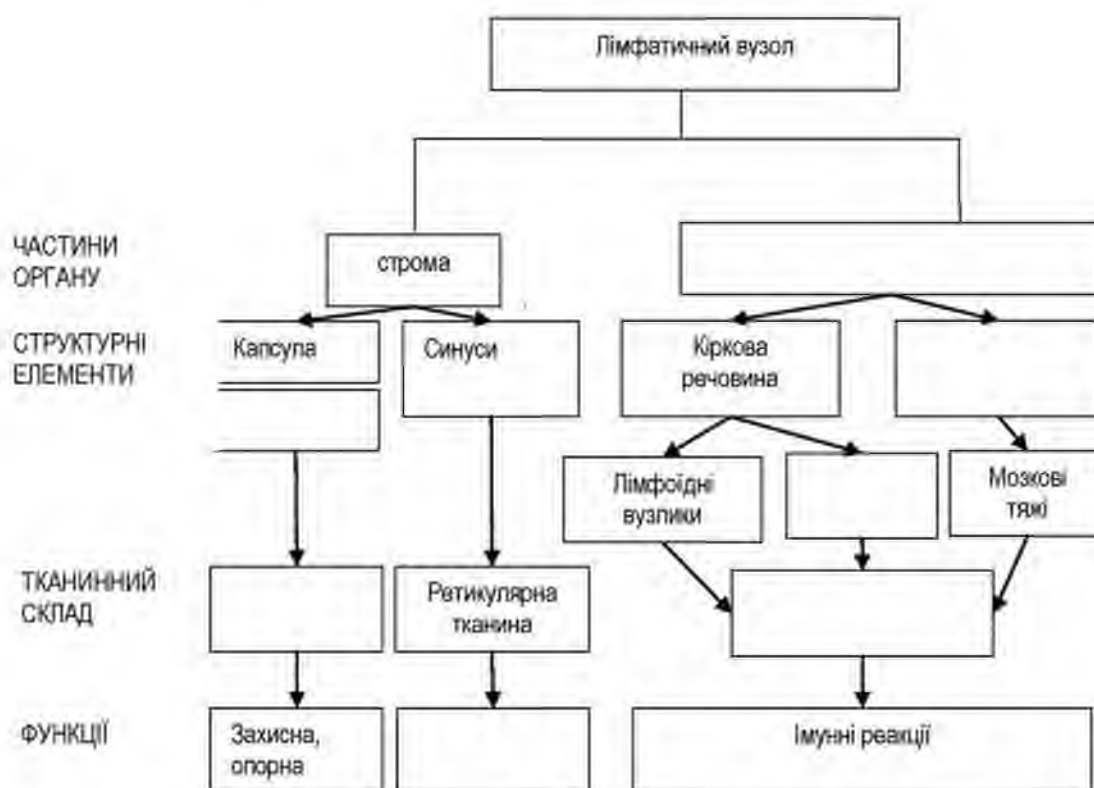 Лімфатичний вузол
ЧАСТИНИ
ОРГАНУ
строма
СТРУКТУРНІ
ЕЛЕМЕНТИ
Капсула
Синуси
Кіркова
речовина
Лімфоїдні
вузлики
Мозкові
тяжі
ТКАНИННИЙ
СКЛАД
Ретикулярна
тканина
ФУНКЦІЇ
Захисна,
опорна
Імунні реакції